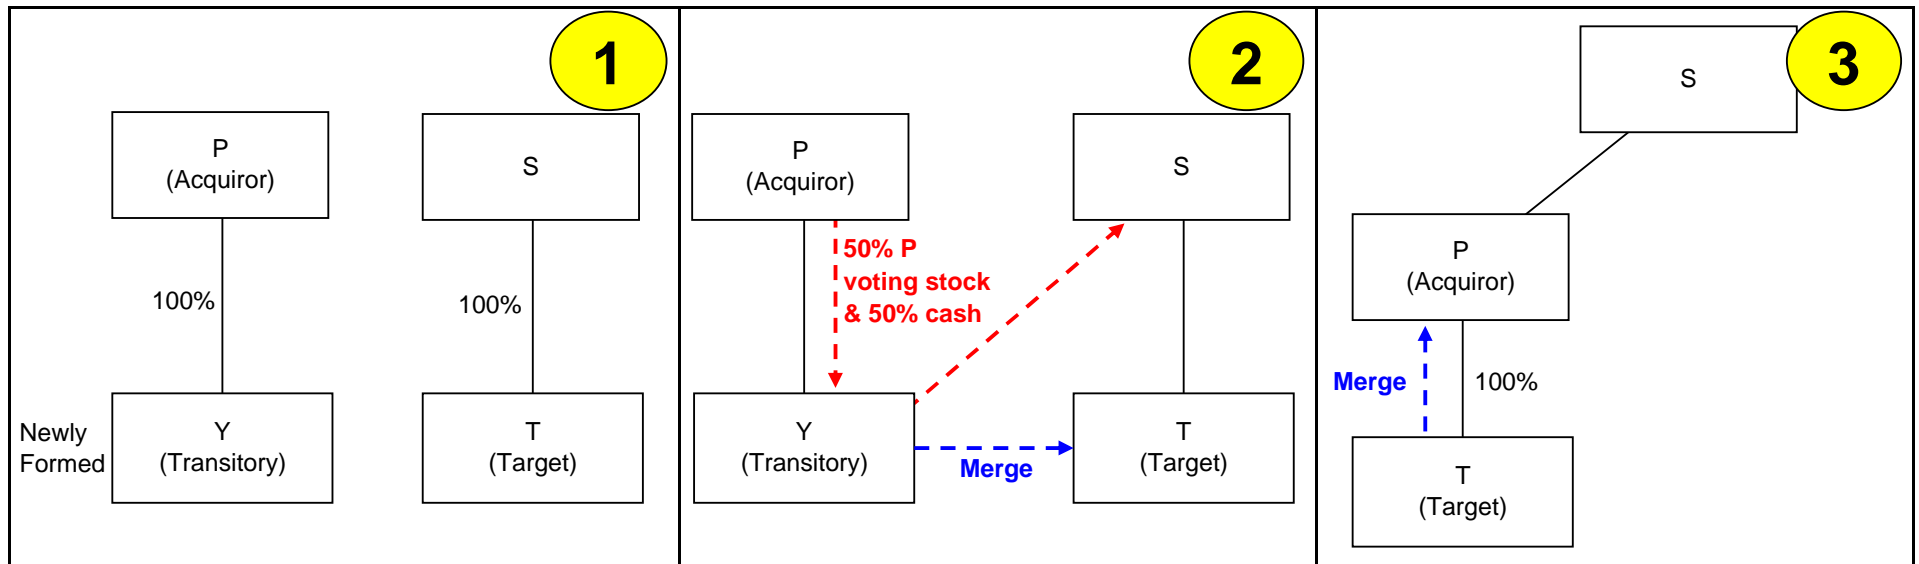 1
P
(Acquiror)
S
100%
100%
Newly
Formed
Y
(Transitory)
T
(Target)
2
P
(Acquiror)
S
50% P
voting stock
& 50% cash
Y
(Transitory)
Merge
T
(Target)
3
S
P
(Acquiror)
Merge
100%
T
(Target)